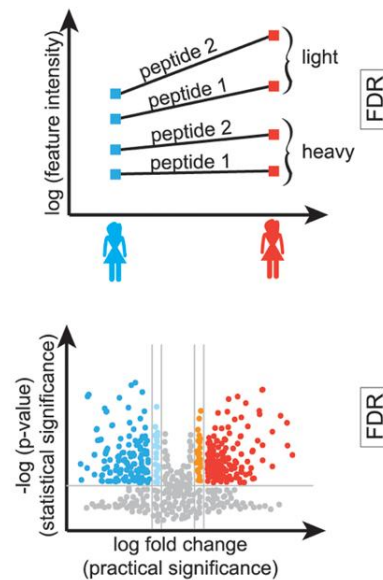 log (feature intensity)
peptide 2
peptide 1
light
peptide 2
peptide 1
heavy
FDR
-log (p-value)
(statistical significance)
log fold change
(practical significance)
FDR